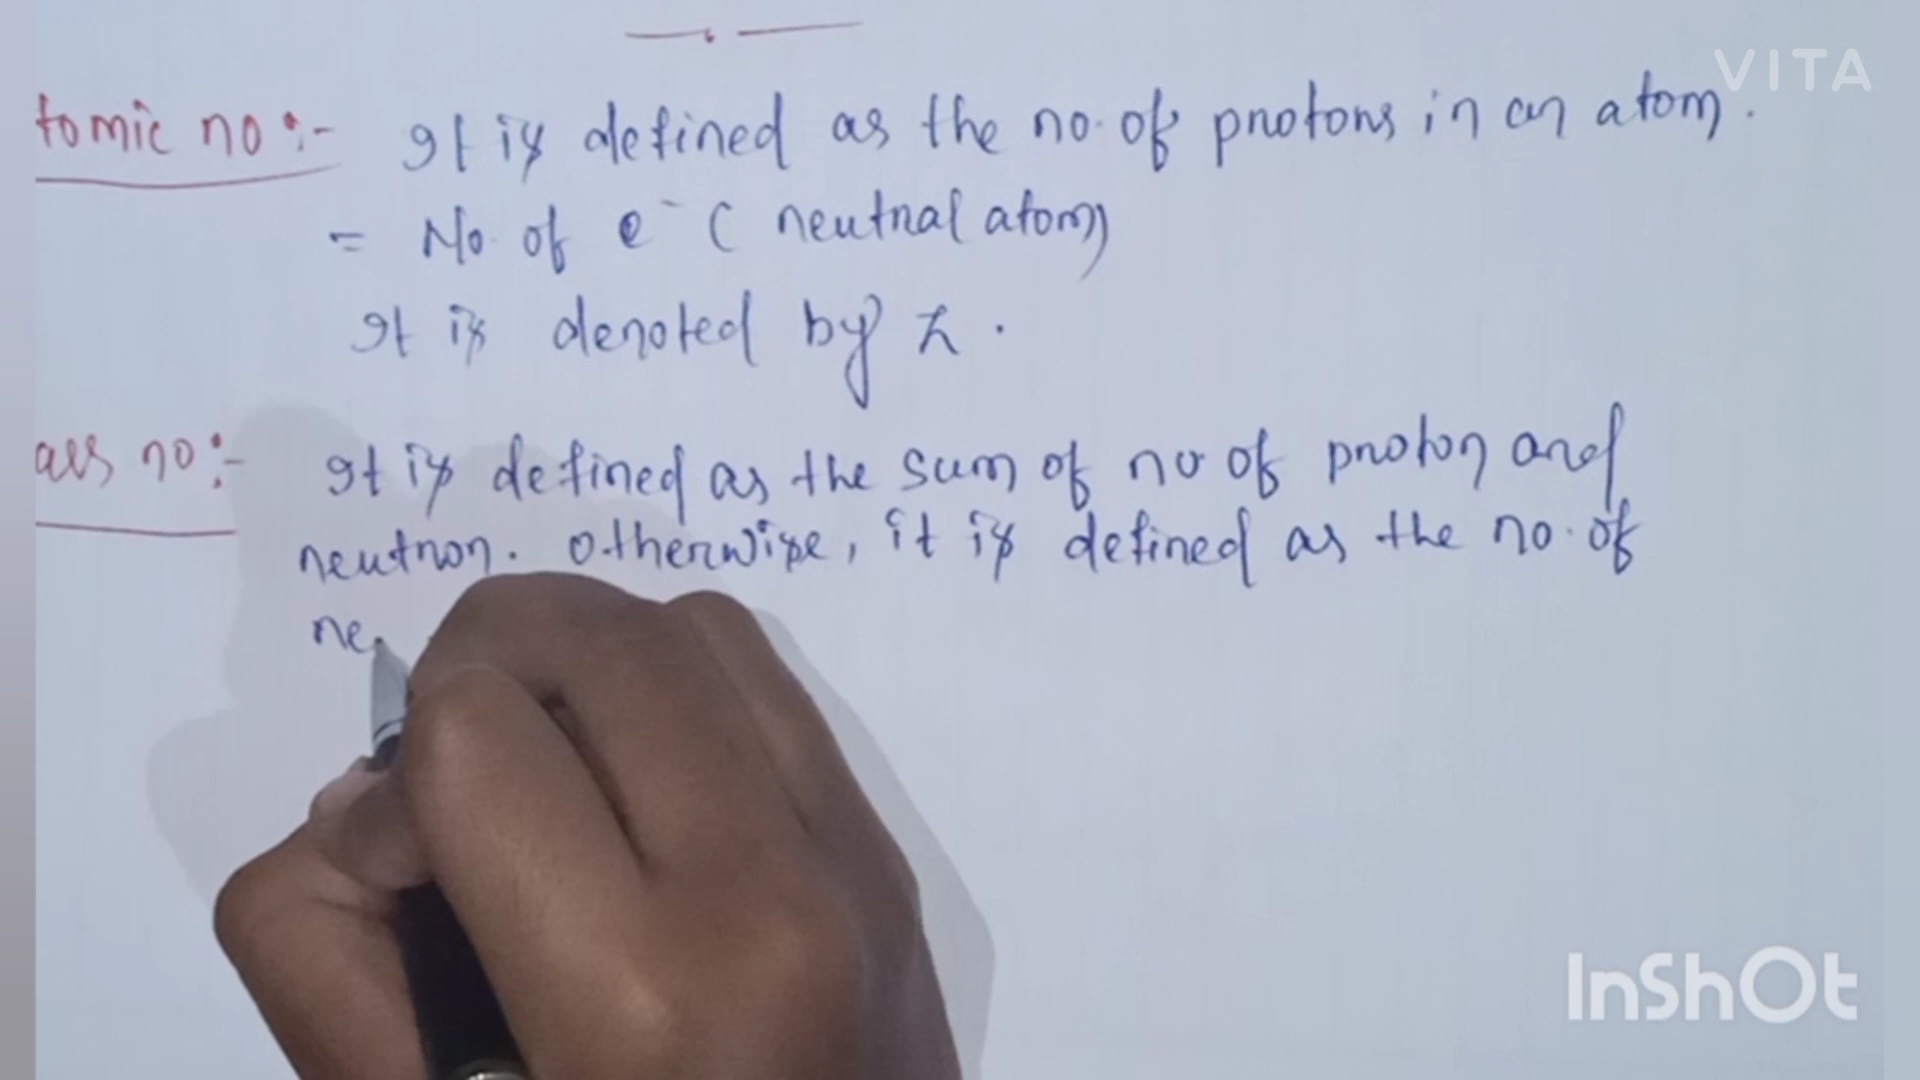 VITA
tomic no:- It is defined as the no. of protons in an atom.
= No. of e⁻ (neutral atom)
It is denoted by Z.
ass no:- It is defined as the sum of no of proton and
neutron. Otherwise, it is defined as the no. of
ne
InShOt